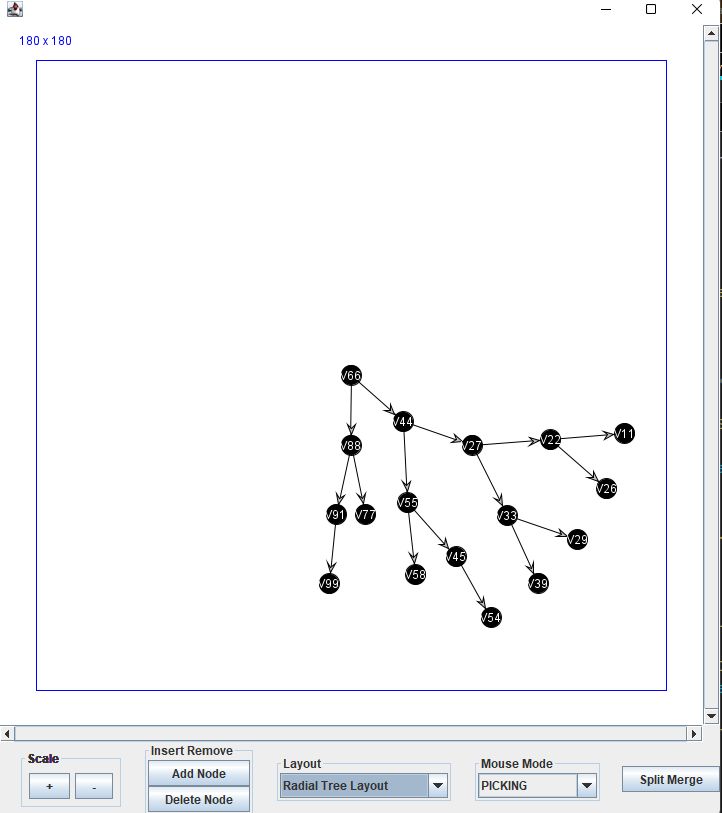 180 x 180
V66
V44
V11
V22
V88
V27
V26
V55
V91
V77
V33
V29
V45
V58
V99
V39
V54
Scale
+ -
Insert Remove
Add Node
Delete Node
Layout
Radial Tree Layout
Mouse Mode
PICKING
Split Merge